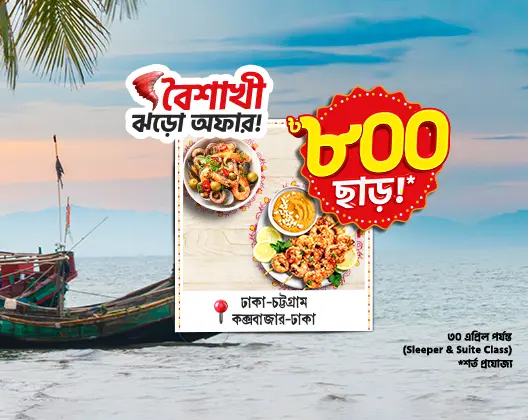 বৈশাখী
ঝড়ো অফার!
৳৮০০
ছাড়!*
ঢাকা-চট্টগ্রাম
কক্সবাজার-ঢাকা
৩০ এপ্রিল পর্যন্ত
(Sleeper & Suite Class)
*শর্ত প্রযোজ্য